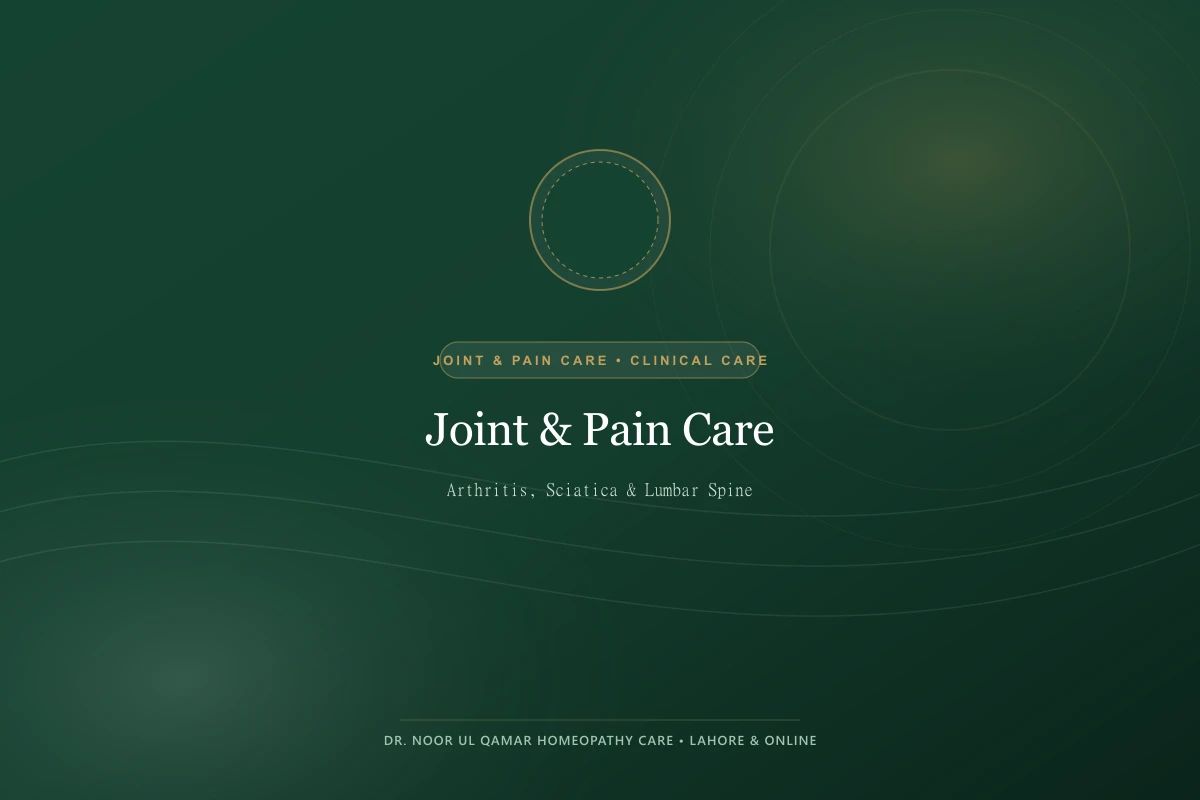 JOINT & PAIN CARE • CLINICAL CARE
Joint & Pain Care
Arthritis, Sciatica & Lumbar Spine
DR. NOOR UL QAMAR HOMEOPATHY CARE • LAHORE & ONLINE